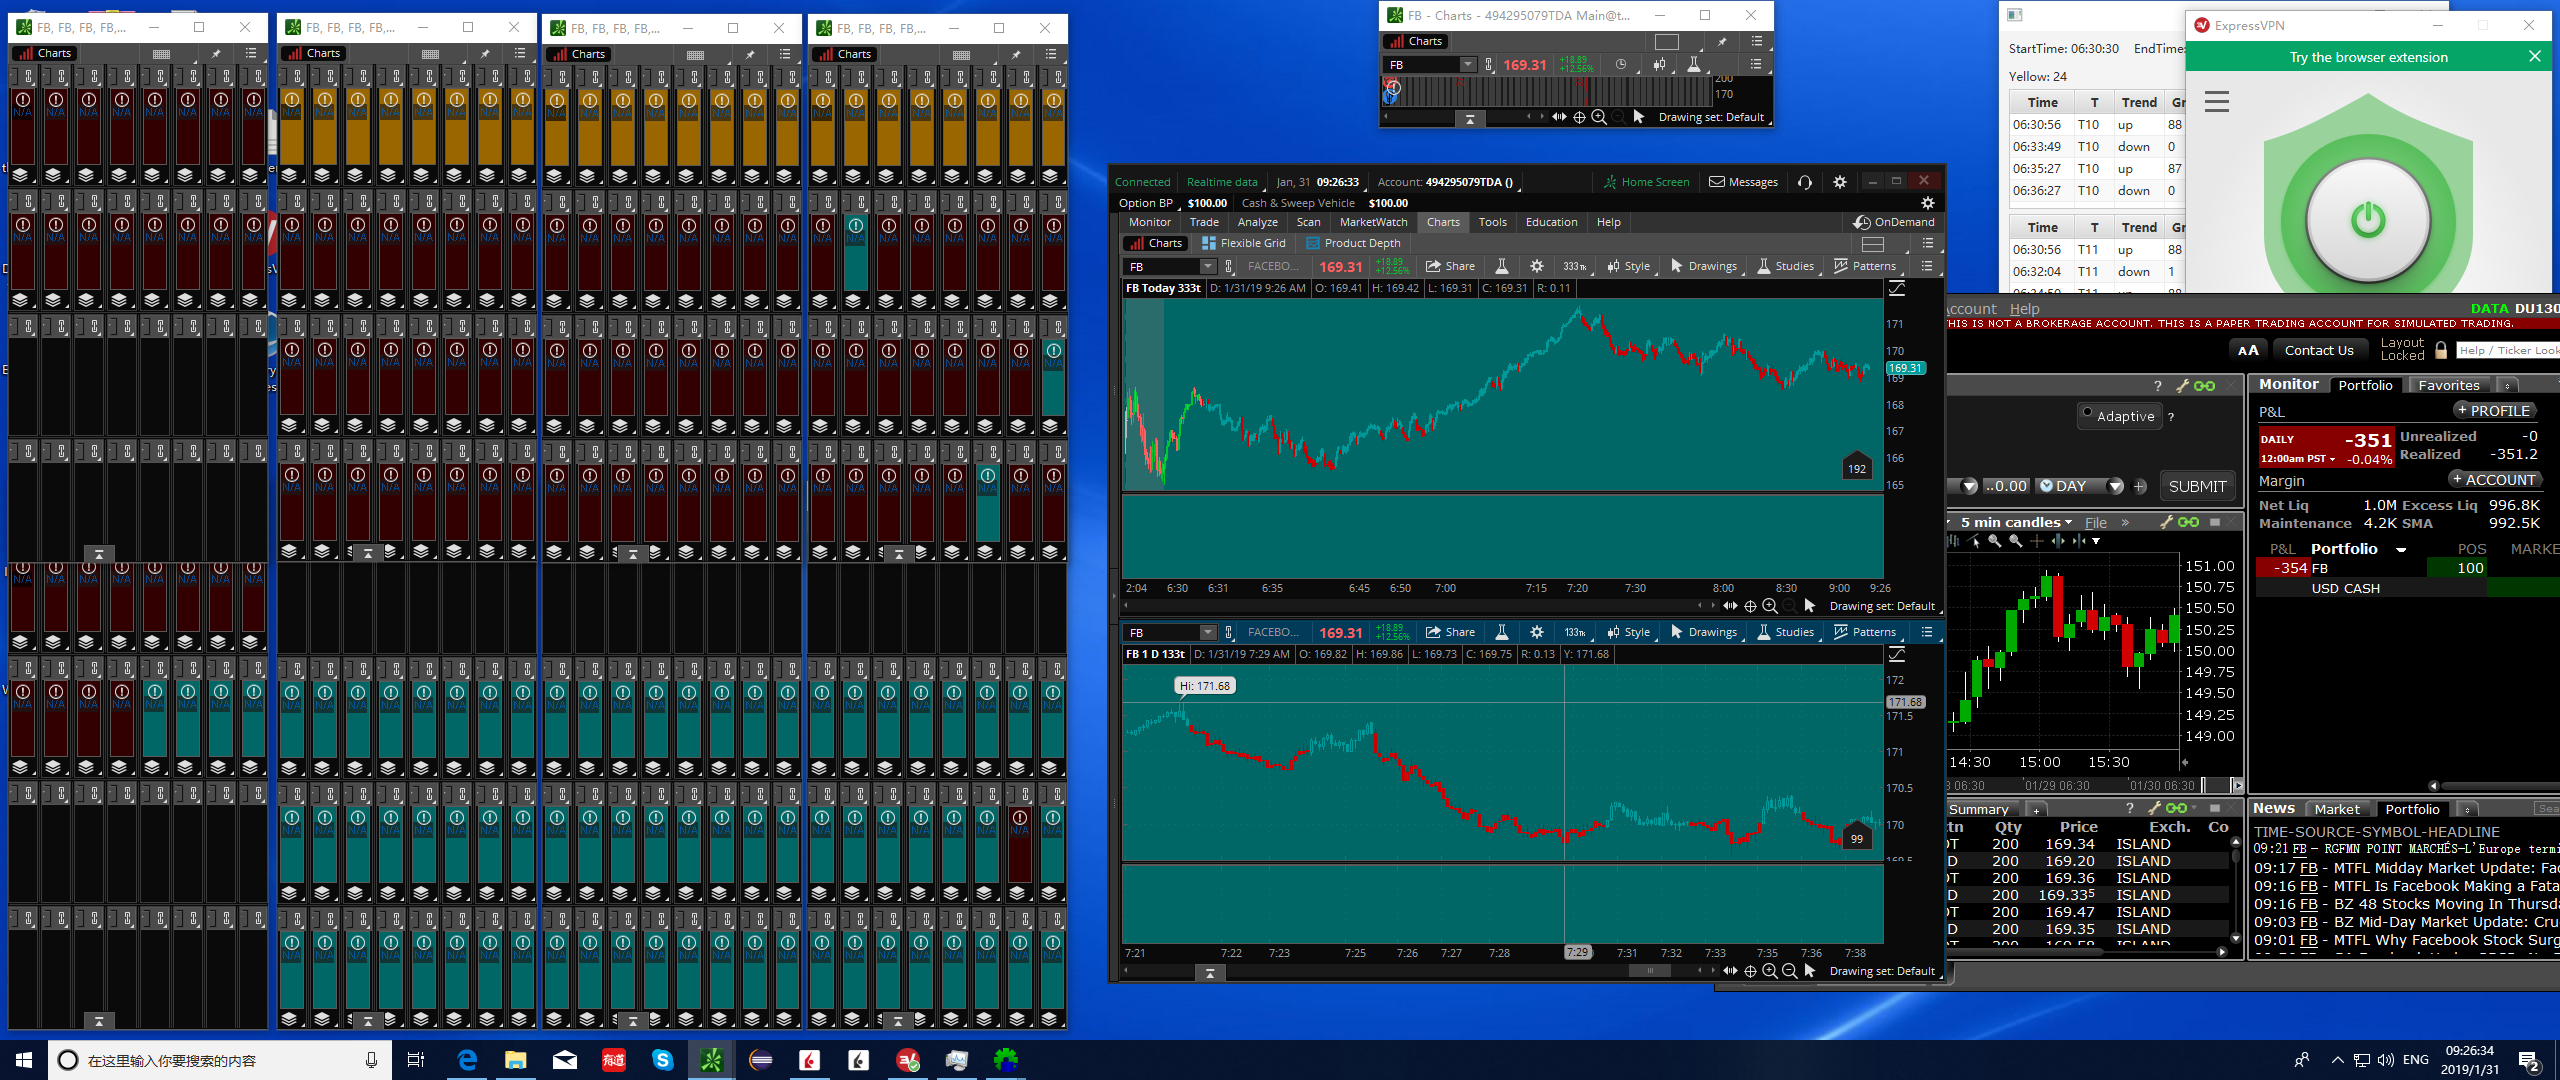 FB, FB, FB, FB,...
FB, FB, FB, FB,...
FB, FB, FB, FB,...
FB, FB, FB, FB,...
Charts
Charts
Charts
Charts
FB - Charts - 494295079TDA Main@t...
Charts
FB 169.31 +18.89 +12.56%
200
170
Drawing set: Default
StartTime: 06:30:30 EndTime:
Yellow: 24
Time T Trend Gr
06:30:56 T10 up 88
06:33:49 T10 down 0
06:35:27 T10 up 87
06:36:27 T10 down 0
Time T Trend Gr
06:30:56 T11 up 88
06:32:04 T11 down 1
ExpressVPN
Try the browser extension
Connected Realtime data Jan, 31 09:26:33 Account: 494295079TDA () Home Screen Messages
Option BP $100.00 Cash & Sweep Vehicle $100.00
Monitor Trade Analyze Scan MarketWatch Charts Tools Education Help OnDemand
Charts Flexible Grid Product Depth
FB FACEBO... 169.31 +18.89 +12.56% Share 333tk Style Drawings Studies Patterns
FB Today 333t D: 1/31/19 9:26 AM O: 169.41 H: 169.42 L: 169.31 C: 169.31 R: 0.11
171
170
169.31
169
168
167
166
165
192
2:04 6:30 6:31 6:35 6:45 6:50 7:00 7:10 7:20 8:00 8:30 9:00 9:26
Drawing set: Default
FB FACEBO... 169.31 +18.89 +12.56% Share 133tk Style Drawings Studies Patterns
FB 1 D 133t D: 1/31/19 7:29 AM O: 169.82 H: 169.86 L: 169.73 C: 169.75 R: 0.13 Y: 171.68
Hi: 171.68
172
171.68
171.5
171
170.5
170
99
7:21 7:22 7:23 7:25 7:26 7:27 7:28 7:29 7:31 7:32 7:33 7:35 7:36 7:38
Drawing set: Default
Account Help DATA DU130
THIS IS NOT A BROKERAGE ACCOUNT. THIS IS A PAPER TRADING ACCOUNT FOR SIMULATED TRADING.
AA Contact Us Layout Locked Help / Ticker Look
Adaptive ?
..0.00 DAY + SUBMIT
5 min candles File »
151.00
150.75
150.50
150.25
150.00
149.75
149.50
149.25
149.00
14:30 15:00 15:30
06:30 01/29 06:30 01/30 06:30
Summary +
Qty Price Exch. Co
200 169.34 ISLAND
200 169.20 ISLAND
200 169.36 ISLAND
200 169.335 ISLAND
200 169.47 ISLAND
200 169.35 ISLAND
Monitor Portfolio Favorites
P&L + PROFILE
DAILY -351 Unrealized -0
12:00am PST -0.04% Realized -351.2
Margin + ACCOUNT
Net Liq 1.0M Excess Liq 996.8K
Maintenance 4.2K SMA 992.5K
P&L Portfolio POS MARKE
-354 FB 100
USD CASH
News Market Portfolio
TIME-SOURCE-SYMBOL-HEADLINE
09:21 FB – RGFMN POINT MARCHÉS–L'Europe termi
09:17 FB - MTFL Midday Market Update: Fac
09:16 FB - MTFL Is Facebook Making a Fata
09:16 FB - BZ 48 Stocks Moving In Thursda
09:03 FB - BZ Mid-Day Market Update: Cru
09:01 FB - MTFL Why Facebook Stock Surg
在这里输入你要搜索的内容
有道
ENG
09:26:34
2019/1/31
2